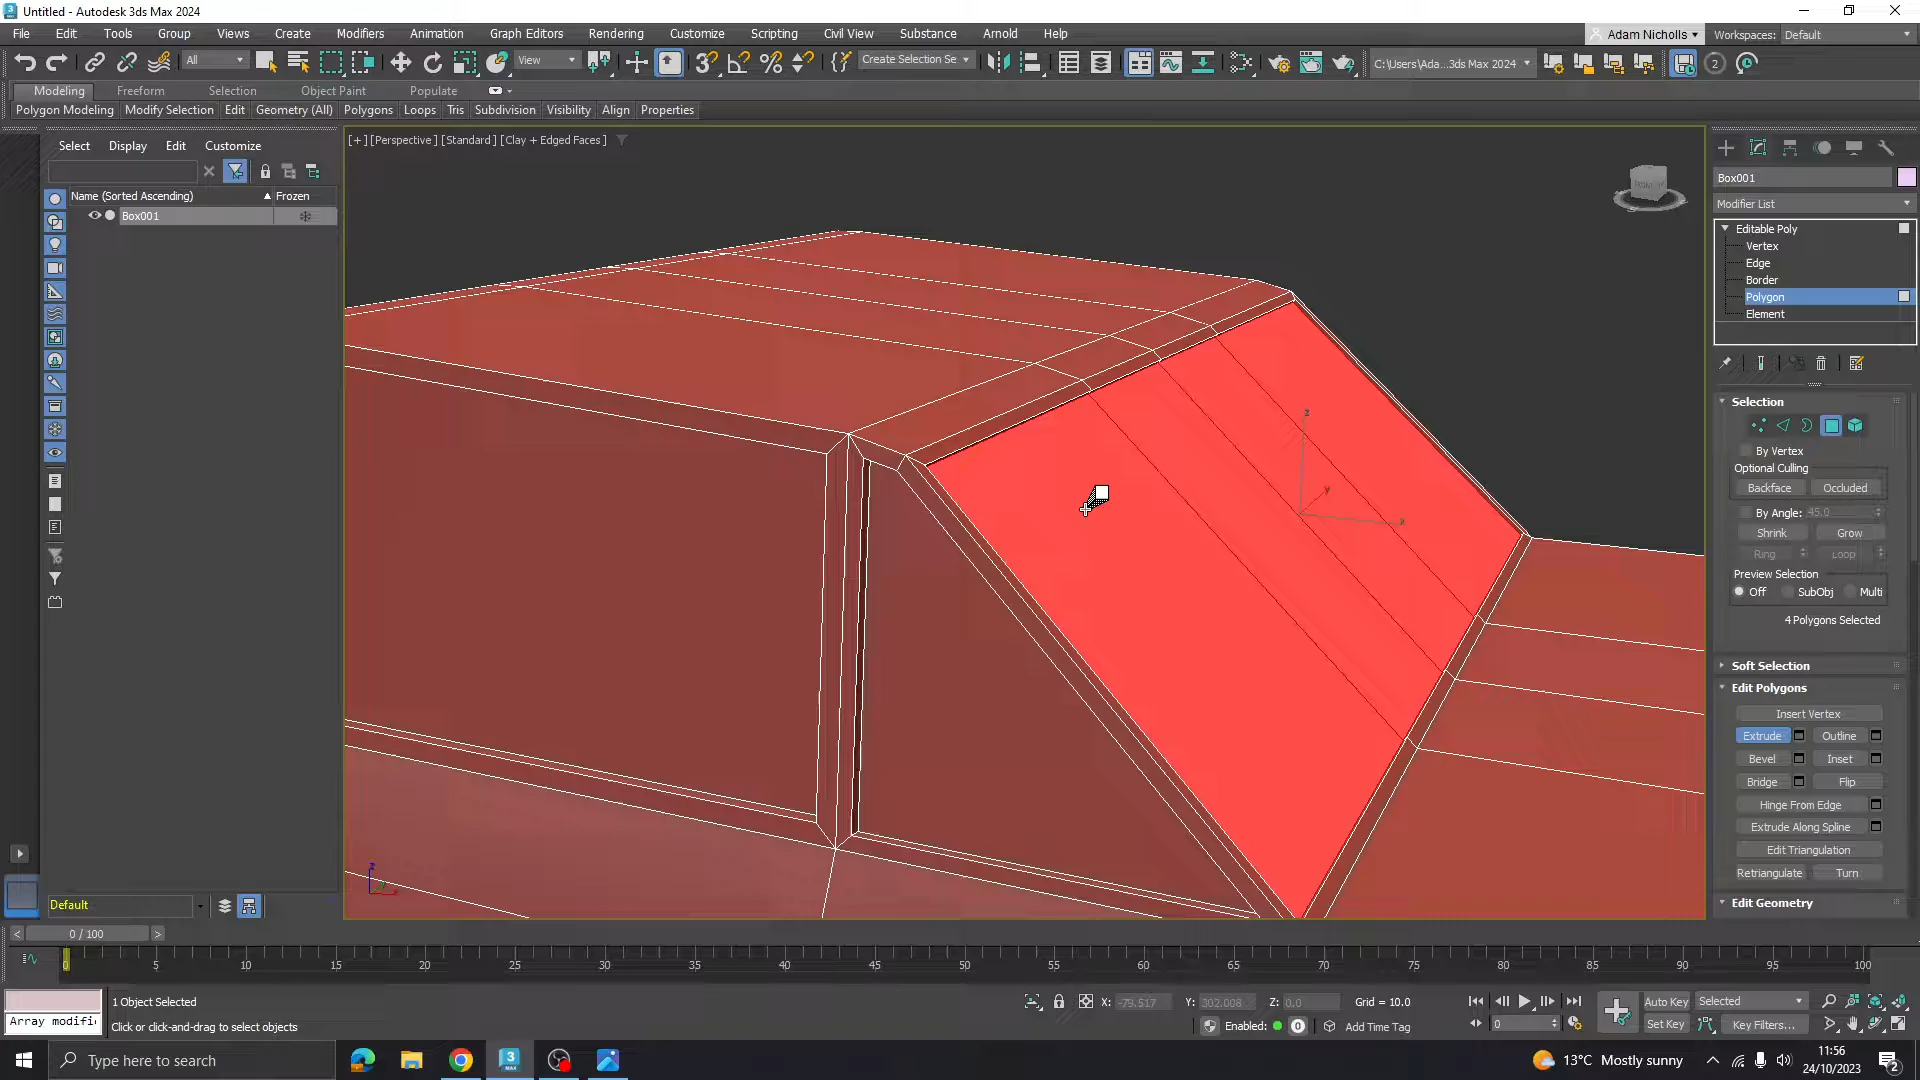 Untitled - Autodesk 3ds Max 2024
File Edit Tools Group Views Create Modifiers Animation Graph Editors Rendering Customize Scripting Civil View Substance Arnold Help
Adam Nicholls Workspaces: Default
All View Create Selection Se C:\Users\Ada...3ds Max 2024 2
Modeling Freeform Selection Object Paint Populate
Polygon Modeling Modify Selection Edit Geometry (All) Polygons Loops Tris Subdivision Visibility Align Properties
[+] [Perspective] [Standard] [Clay + Edged Faces]
Select Display Edit Customize
Name (Sorted Ascending) Frozen
Box001
Box001
Modifier List
Editable Poly
Vertex
Edge
Border
Polygon
Element
Selection
By Vertex
Optional Culling
Backface Occluded
By Angle: 45.0
Shrink Grow
Ring Loop
Preview Selection
Off SubObj Multi
4 Polygons Selected
Soft Selection
Edit Polygons
Insert Vertex
Extrude Outline
Bevel Inset
Bridge Flip
Hinge From Edge
Extrude Along Spline
Edit Triangulation
Retriangulate Turn
Edit Geometry
z
y
x
z
Default
< 0 / 100 >
0 5 10 15 20 25 30 35 40 45 50 55 60 65 70 75 80 85 90 95 100
1 Object Selected
Array modifi
Click or click-and-drag to select objects
X: -79.517 Y: 302.008 Z: 0.0 Grid = 10.0
Enabled: 0 Add Time Tag
0
Auto Key Selected
Set Key Key Filters...
Type here to search
13°C Mostly sunny
11:56
24/10/2023
2